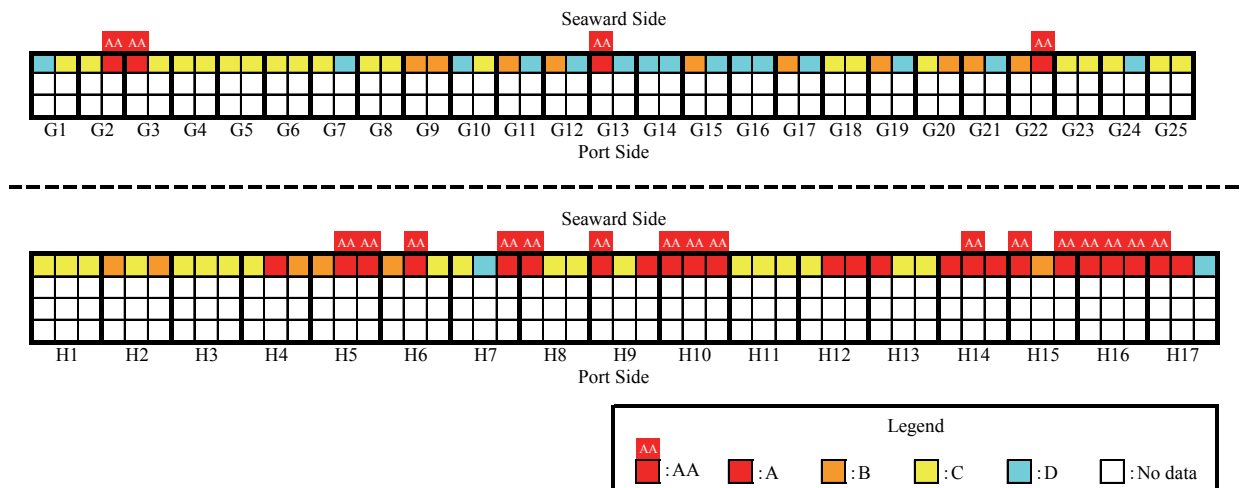 Seaward Side
AA AA AA AA
G1 G2 G3 G4 G5 G6 G7 G8 G9 G10 G11 G12 G13 G14 G15 G16 G17 G18 G19 G20 G21 G22 G23 G24 G25
Port Side
Seaward Side
AA AA AA AA AA AA AA AA AA AA AA AA AA AA AA AA
H1 H2 H3 H4 H5 H6 H7 H8 H9 H10 H11 H12 H13 H14 H15 H16 H17
Port Side
Legend
AA
:AA :A :B :C :D :No data